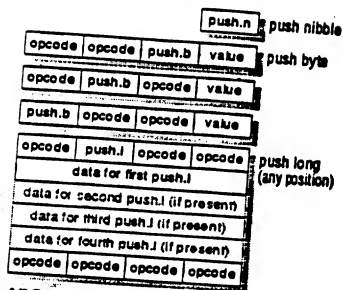 push.n push nibble
opcode opcode push.b value push byte
opcode push.b opcode value
push.b opcode opcode value
opcode push.l opcode opcode push long
(any position)
data for first push.l
data for second push.l (if present)
data for third push.l (if present)
data for fourth push.l (if present)
opcode opcode opcode opcode